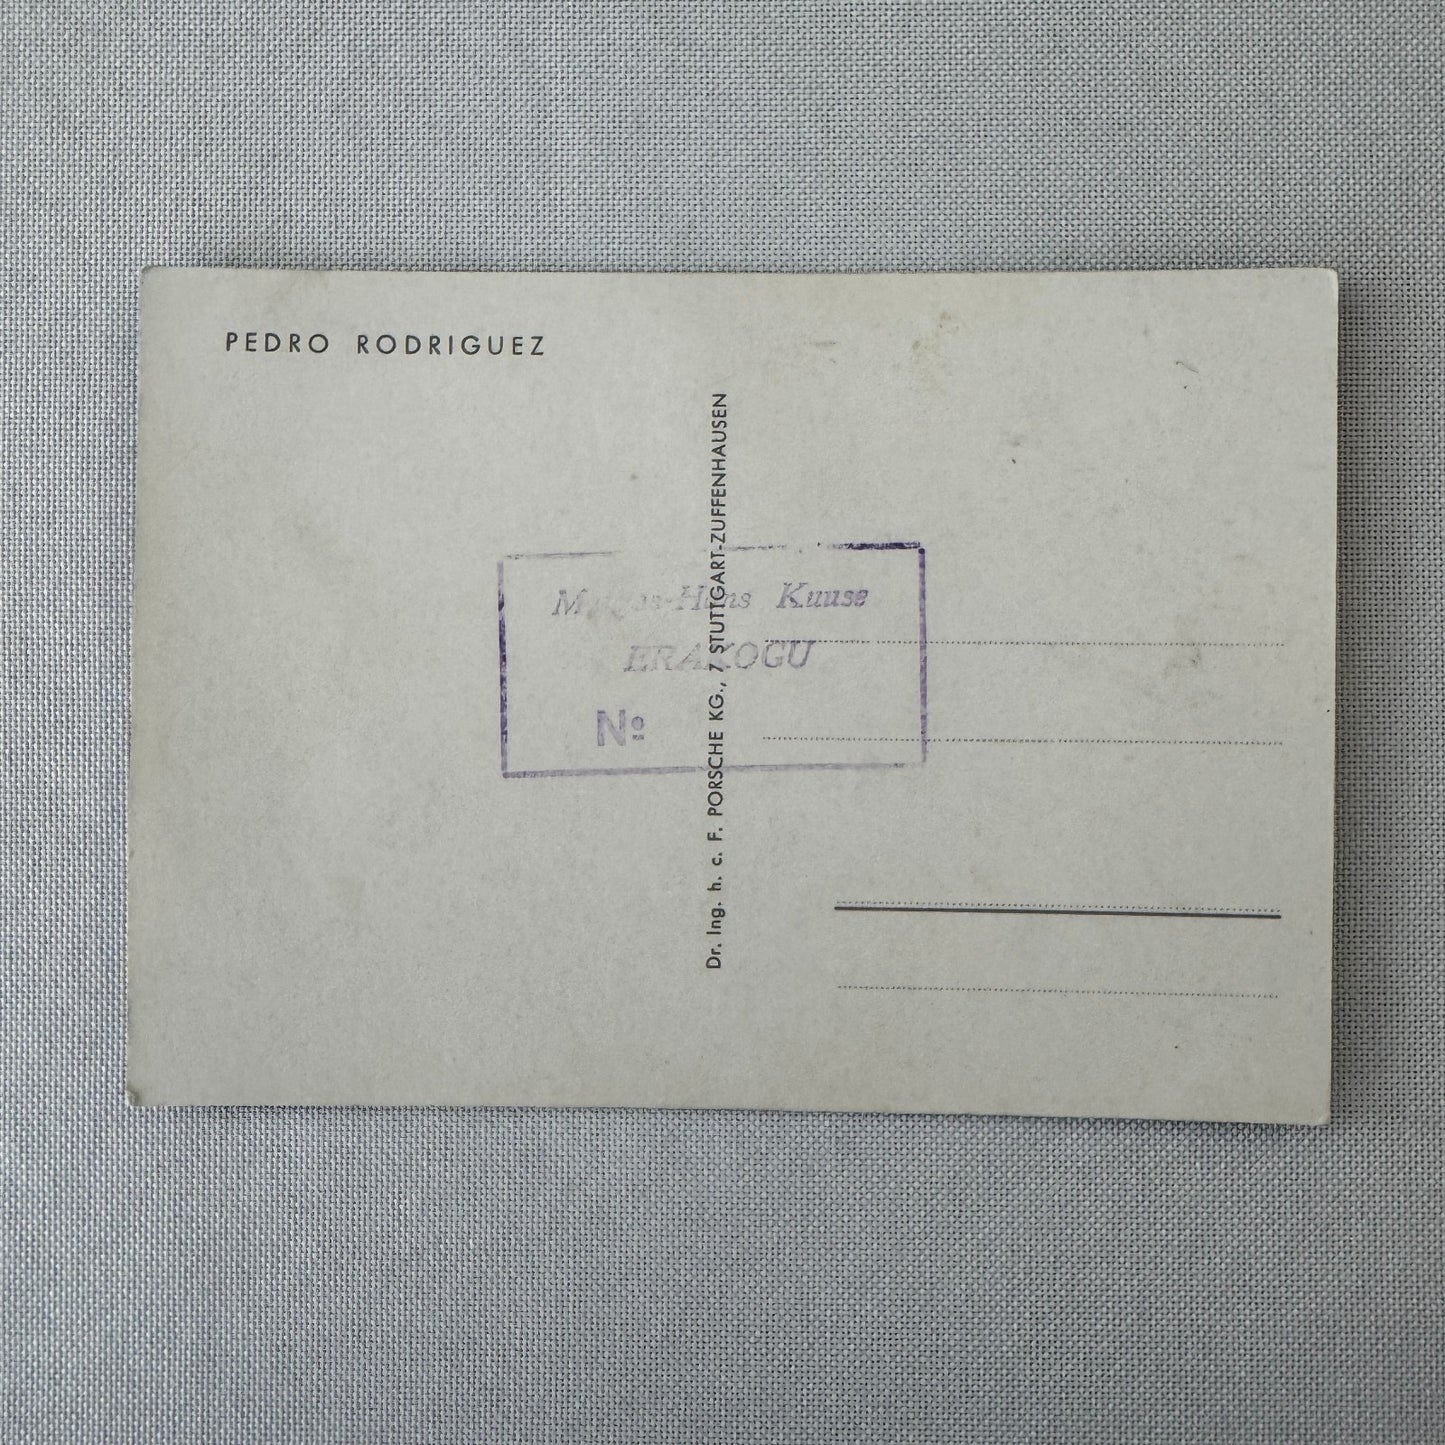 PEDRO RODRIGUEZ
Dr. Ing. h. c. F. PORSCHE KG., 7 STUTTGART-ZUFFENHAUSEN
Kuuse
ERAKOGU
No